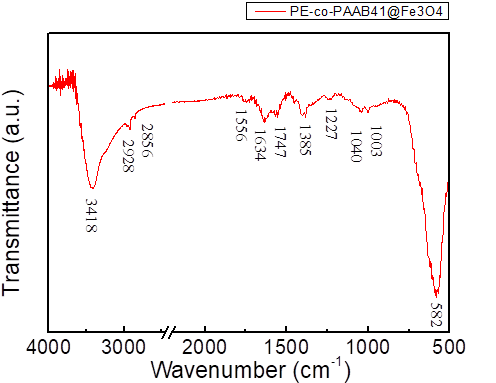 PE-co-PAAB41@Fe3O4
Transmittance (a.u.)
3418
2928
2856
1556
1634
1747
1385
1227
1040
1003
582
4000 3000 2000 1500 1000 500
Wavenumber (cm⁻¹)